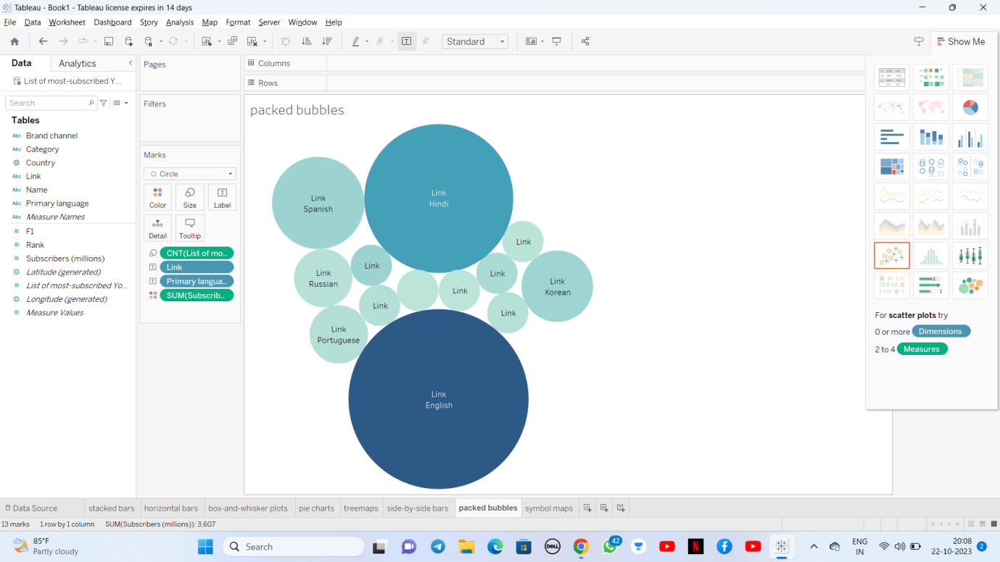 Tableau - Book1 - Tableau license expires in 14 days
File Data Worksheet Dashboard Story Analysis Map Format Server Window Help
Standard
Show Me
Data Analytics
List of most-subscribed Y...
Search
Tables
Abc Brand channel
Abc Category
Country
Abc Link
Abc Name
Abc Primary language
Abc Measure Names
F1
Rank
Subscribers (millions)
Latitude (generated)
List of most-subscribed Yo...
Longitude (generated)
Measure Values
Pages
Filters
Marks
Circle
Color Size Label
Detail Tooltip
CNT(List of mo..
Link
Primary langua..
SUM(Subscrib..
Columns
Rows
packed bubbles
Link
Hindi
Link
Spanish
Link
Link
Russian
Link
Link
Link
Link
Korean
Link
Link
Link
Portuguese
Link
English
For scatter plots try
0 or more Dimensions
2 to 4 Measures
Data Source stacked bars horizontal bars box-and-whisker plots pie charts treemaps side-by-side bars packed bubbles symbol maps
13 marks 1 row by 1 column SUM(Subscribers (millions)): 3,607
85°F
Partly cloudy
Search
DELL
42
N
ENG
IN
20:08
22-10-2023
2